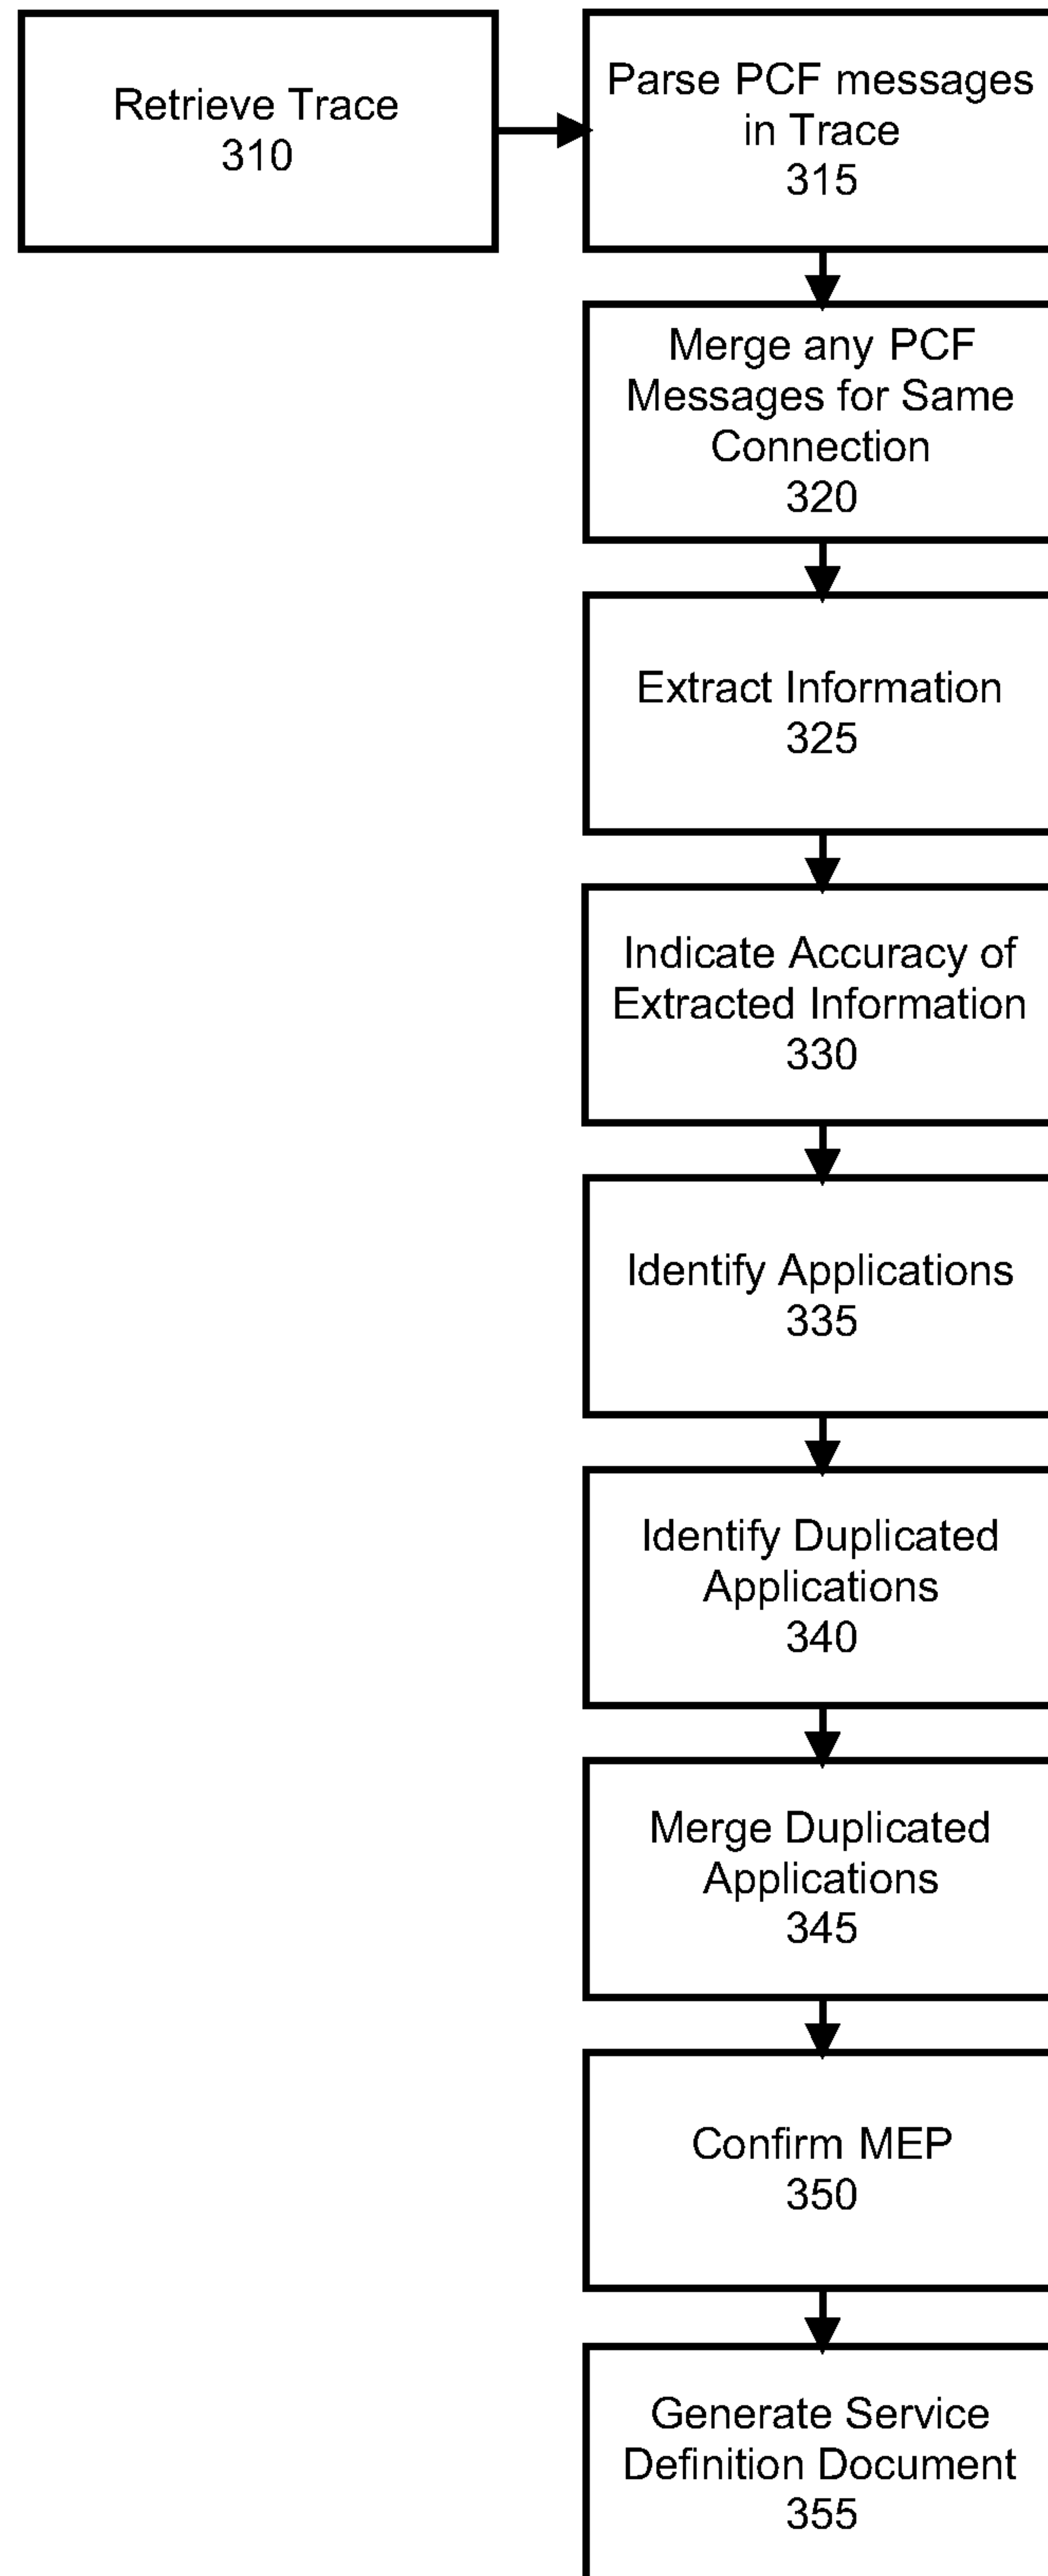 Retrieve Trace
310
Parse PCF messages
in Trace
315
Merge any PCF
Messages for Same
Connection
320
Extract Information
325
Indicate Accuracy of
Extracted Information
330
Identify Applications
335
Identify Duplicated
Applications
340
Merge Duplicated
Applications
345
Confirm MEP
350
Generate Service
Definition Document
355